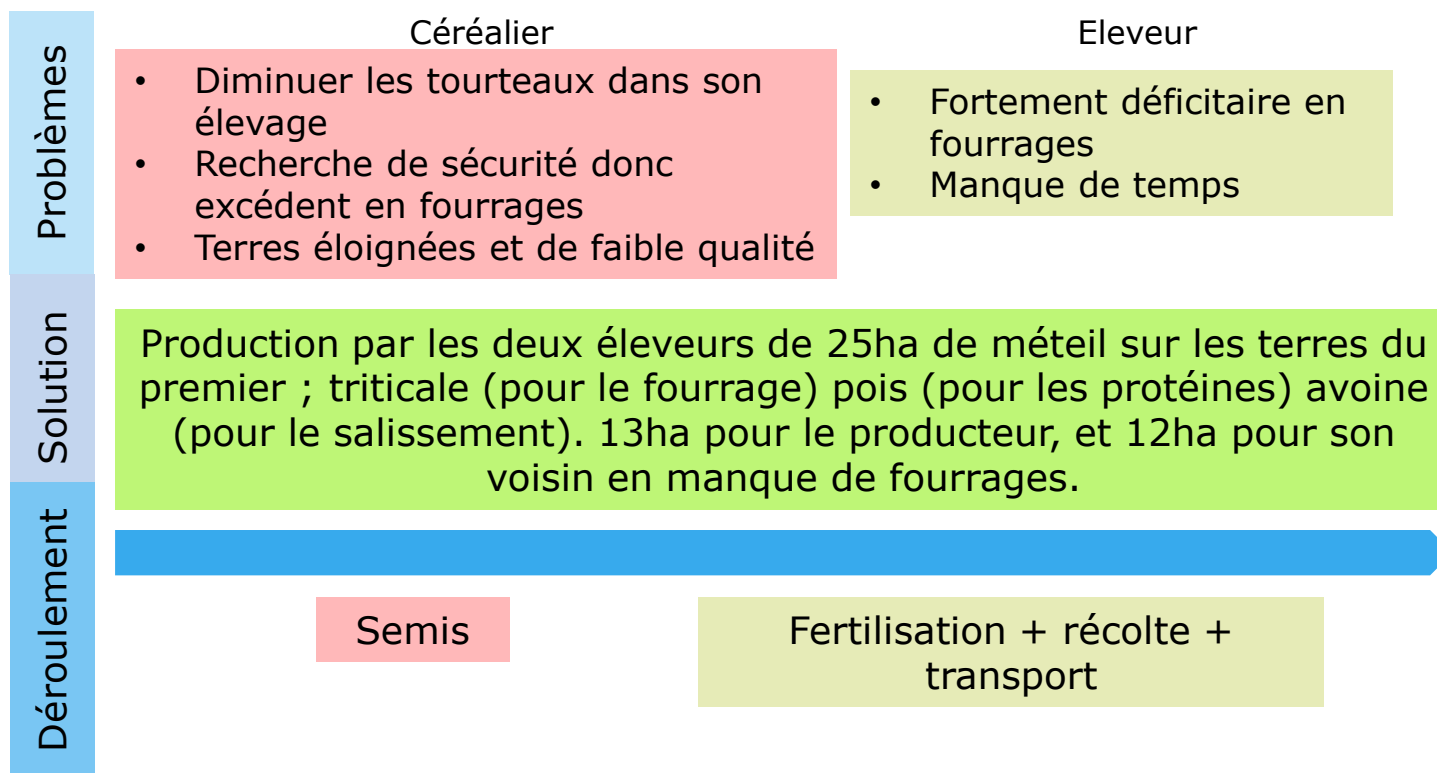 Problèmes
Céréalier
• Diminuer les tourteaux dans son
élevage
• Recherche de sécurité donc
excédent en fourrages
• Terres éloignées et de faible qualité
Eleveur
• Fortement déficitaire en
fourrages
• Manque de temps
Solution
Production par les deux éleveurs de 25ha de méteil sur les terres du
premier ; triticale (pour le fourrage) pois (pour les protéines) avoine
(pour le salissement). 13ha pour le producteur, et 12ha pour son
voisin en manque de fourrages.
Déroulement
Semis
Fertilisation + récolte +
transport